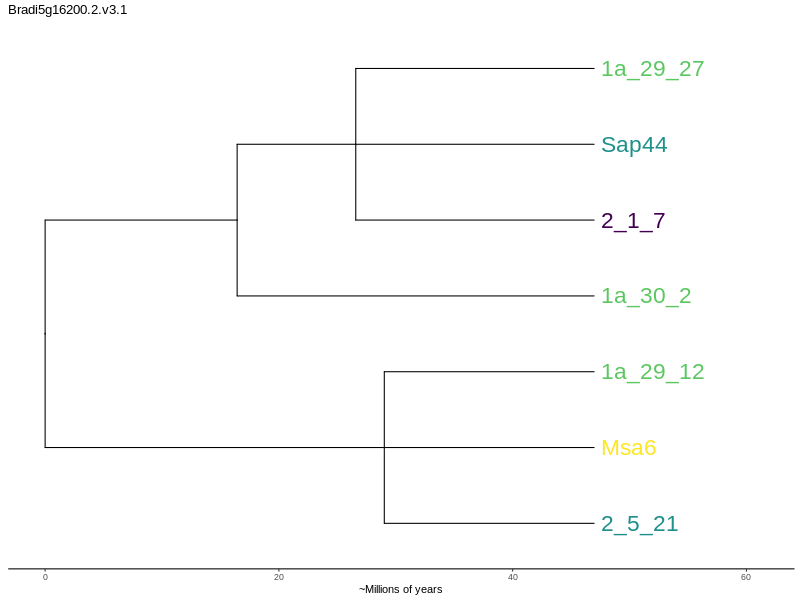 Bradi5g16200.2.v3.1
1a_29_27
Sap44
2_1_7
1a_30_2
1a_29_12
Msa6
2_5_21
0 20 40 60
~Millions of years